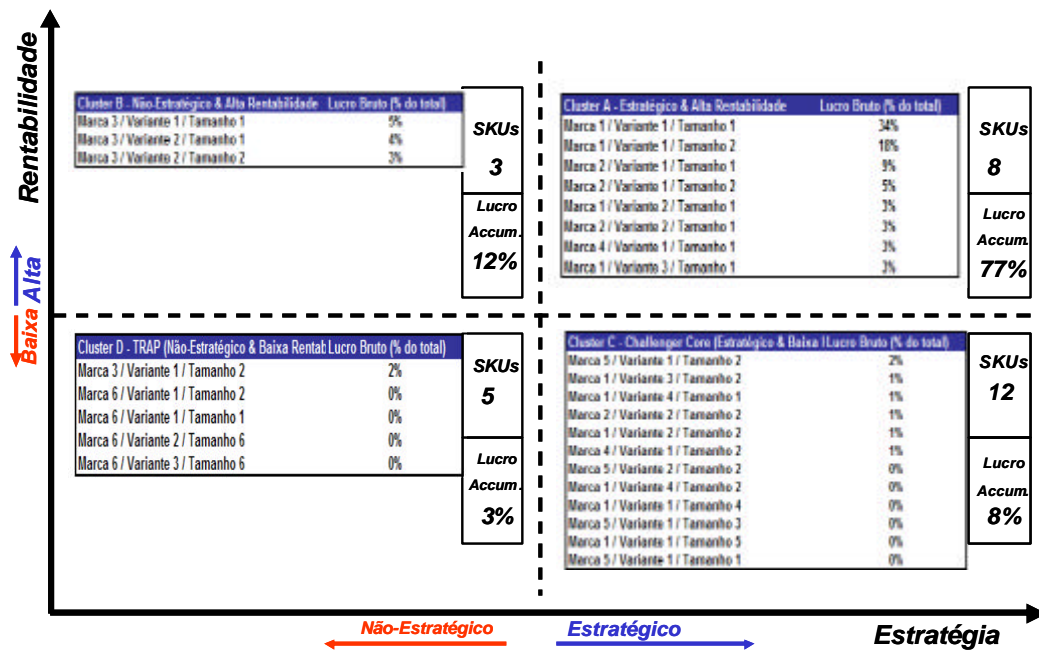 Rentabilidade
Alta
Baixa
Cluster B - Não-Estratégico & Alta Rentabilidade Lucro Bruto (% do total)
Marca 3 / Variante 1 / Tamanho 1 5%
Marca 3 / Variante 2 / Tamanho 1 4%
Marca 3 / Variante 2 / Tamanho 2 3%
SKUs
3
Lucro
Accum.
12%
Cluster A - Estratégico & Alta Rentabilidade Lucro Bruto (% do total)
Marca 1 / Variante 1 / Tamanho 1 34%
Marca 1 / Variante 1 / Tamanho 2 18%
Marca 2 / Variante 1 / Tamanho 1 9%
Marca 2 / Variante 1 / Tamanho 2 5%
Marca 1 / Variante 2 / Tamanho 1 3%
Marca 2 / Variante 2 / Tamanho 1 3%
Marca 4 / Variante 1 / Tamanho 1 3%
Marca 1 / Variante 3 / Tamanho 1 3%
SKUs
8
Lucro
Accum.
77%
Cluster D - TRAP (Não-Estratégico & Baixa Rentab Lucro Bruto (% do total)
Marca 3 / Variante 1 / Tamanho 2 2%
Marca 6 / Variante 1 / Tamanho 2 0%
Marca 6 / Variante 1 / Tamanho 1 0%
Marca 6 / Variante 2 / Tamanho 6 0%
Marca 6 / Variante 3 / Tamanho 6 0%
SKUs
5
Lucro
Accum.
3%
Cluster C - Challenger Core (Estratégico & Baixa Lucro Bruto (% do total)
Marca 5 / Variante 1 / Tamanho 2 2%
Marca 1 / Variante 3 / Tamanho 2 1%
Marca 1 / Variante 4 / Tamanho 1 1%
Marca 2 / Variante 2 / Tamanho 2 1%
Marca 1 / Variante 2 / Tamanho 2 1%
Marca 4 / Variante 1 / Tamanho 2 1%
Marca 5 / Variante 2 / Tamanho 2 0%
Marca 1 / Variante 4 / Tamanho 2 0%
Marca 1 / Variante 1 / Tamanho 4 0%
Marca 5 / Variante 1 / Tamanho 3 0%
Marca 1 / Variante 1 / Tamanho 5 0%
Marca 5 / Variante 1 / Tamanho 1 0%
SKUs
12
Lucro
Accum.
8%
Não-Estratégico
Estratégico
Estratégia